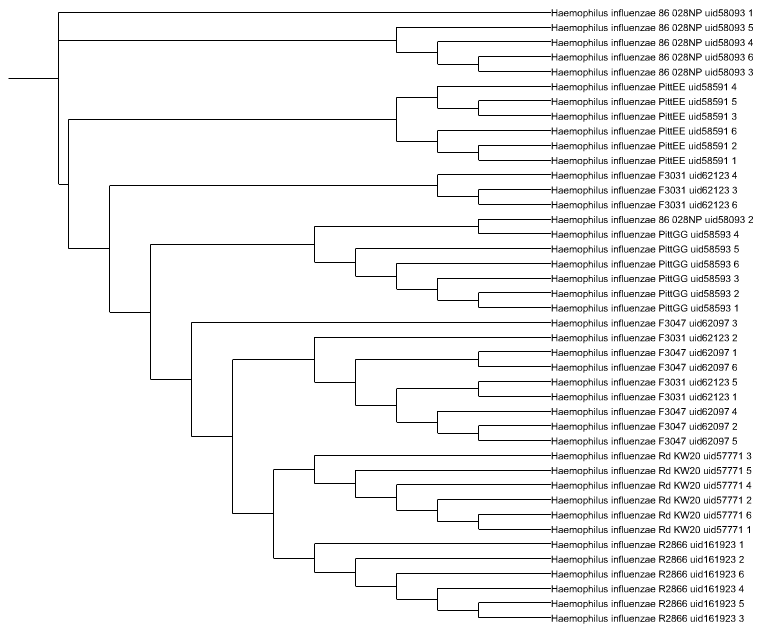 Haemophilus influenzae 86 028NP uid58093 1
Haemophilus influenzae 86 028NP uid58093 5
Haemophilus influenzae 86 028NP uid58093 4
Haemophilus influenzae 86 028NP uid58093 6
Haemophilus influenzae 86 028NP uid58093 3
Haemophilus influenzae PittEE uid58591 4
Haemophilus influenzae PittEE uid58591 5
Haemophilus influenzae PittEE uid58591 3
Haemophilus influenzae PittEE uid58591 6
Haemophilus influenzae PittEE uid58591 2
Haemophilus influenzae PittEE uid58591 1
Haemophilus influenzae F3031 uid62123 4
Haemophilus influenzae F3031 uid62123 3
Haemophilus influenzae F3031 uid62123 6
Haemophilus influenzae 86 028NP uid58093 2
Haemophilus influenzae PittGG uid58593 4
Haemophilus influenzae PittGG uid58593 5
Haemophilus influenzae PittGG uid58593 6
Haemophilus influenzae PittGG uid58593 3
Haemophilus influenzae PittGG uid58593 2
Haemophilus influenzae PittGG uid58593 1
Haemophilus influenzae F3047 uid62097 3
Haemophilus influenzae F3031 uid62123 2
Haemophilus influenzae F3047 uid62097 1
Haemophilus influenzae F3047 uid62097 6
Haemophilus influenzae F3031 uid62123 5
Haemophilus influenzae F3031 uid62123 1
Haemophilus influenzae F3047 uid62097 4
Haemophilus influenzae F3047 uid62097 2
Haemophilus influenzae F3047 uid62097 5
Haemophilus influenzae Rd KW20 uid57771 3
Haemophilus influenzae Rd KW20 uid57771 5
Haemophilus influenzae Rd KW20 uid57771 4
Haemophilus influenzae Rd KW20 uid57771 2
Haemophilus influenzae Rd KW20 uid57771 6
Haemophilus influenzae Rd KW20 uid57771 1
Haemophilus influenzae R2866 uid161923 1
Haemophilus influenzae R2866 uid161923 2
Haemophilus influenzae R2866 uid161923 6
Haemophilus influenzae R2866 uid161923 4
Haemophilus influenzae R2866 uid161923 5
Haemophilus influenzae R2866 uid161923 3